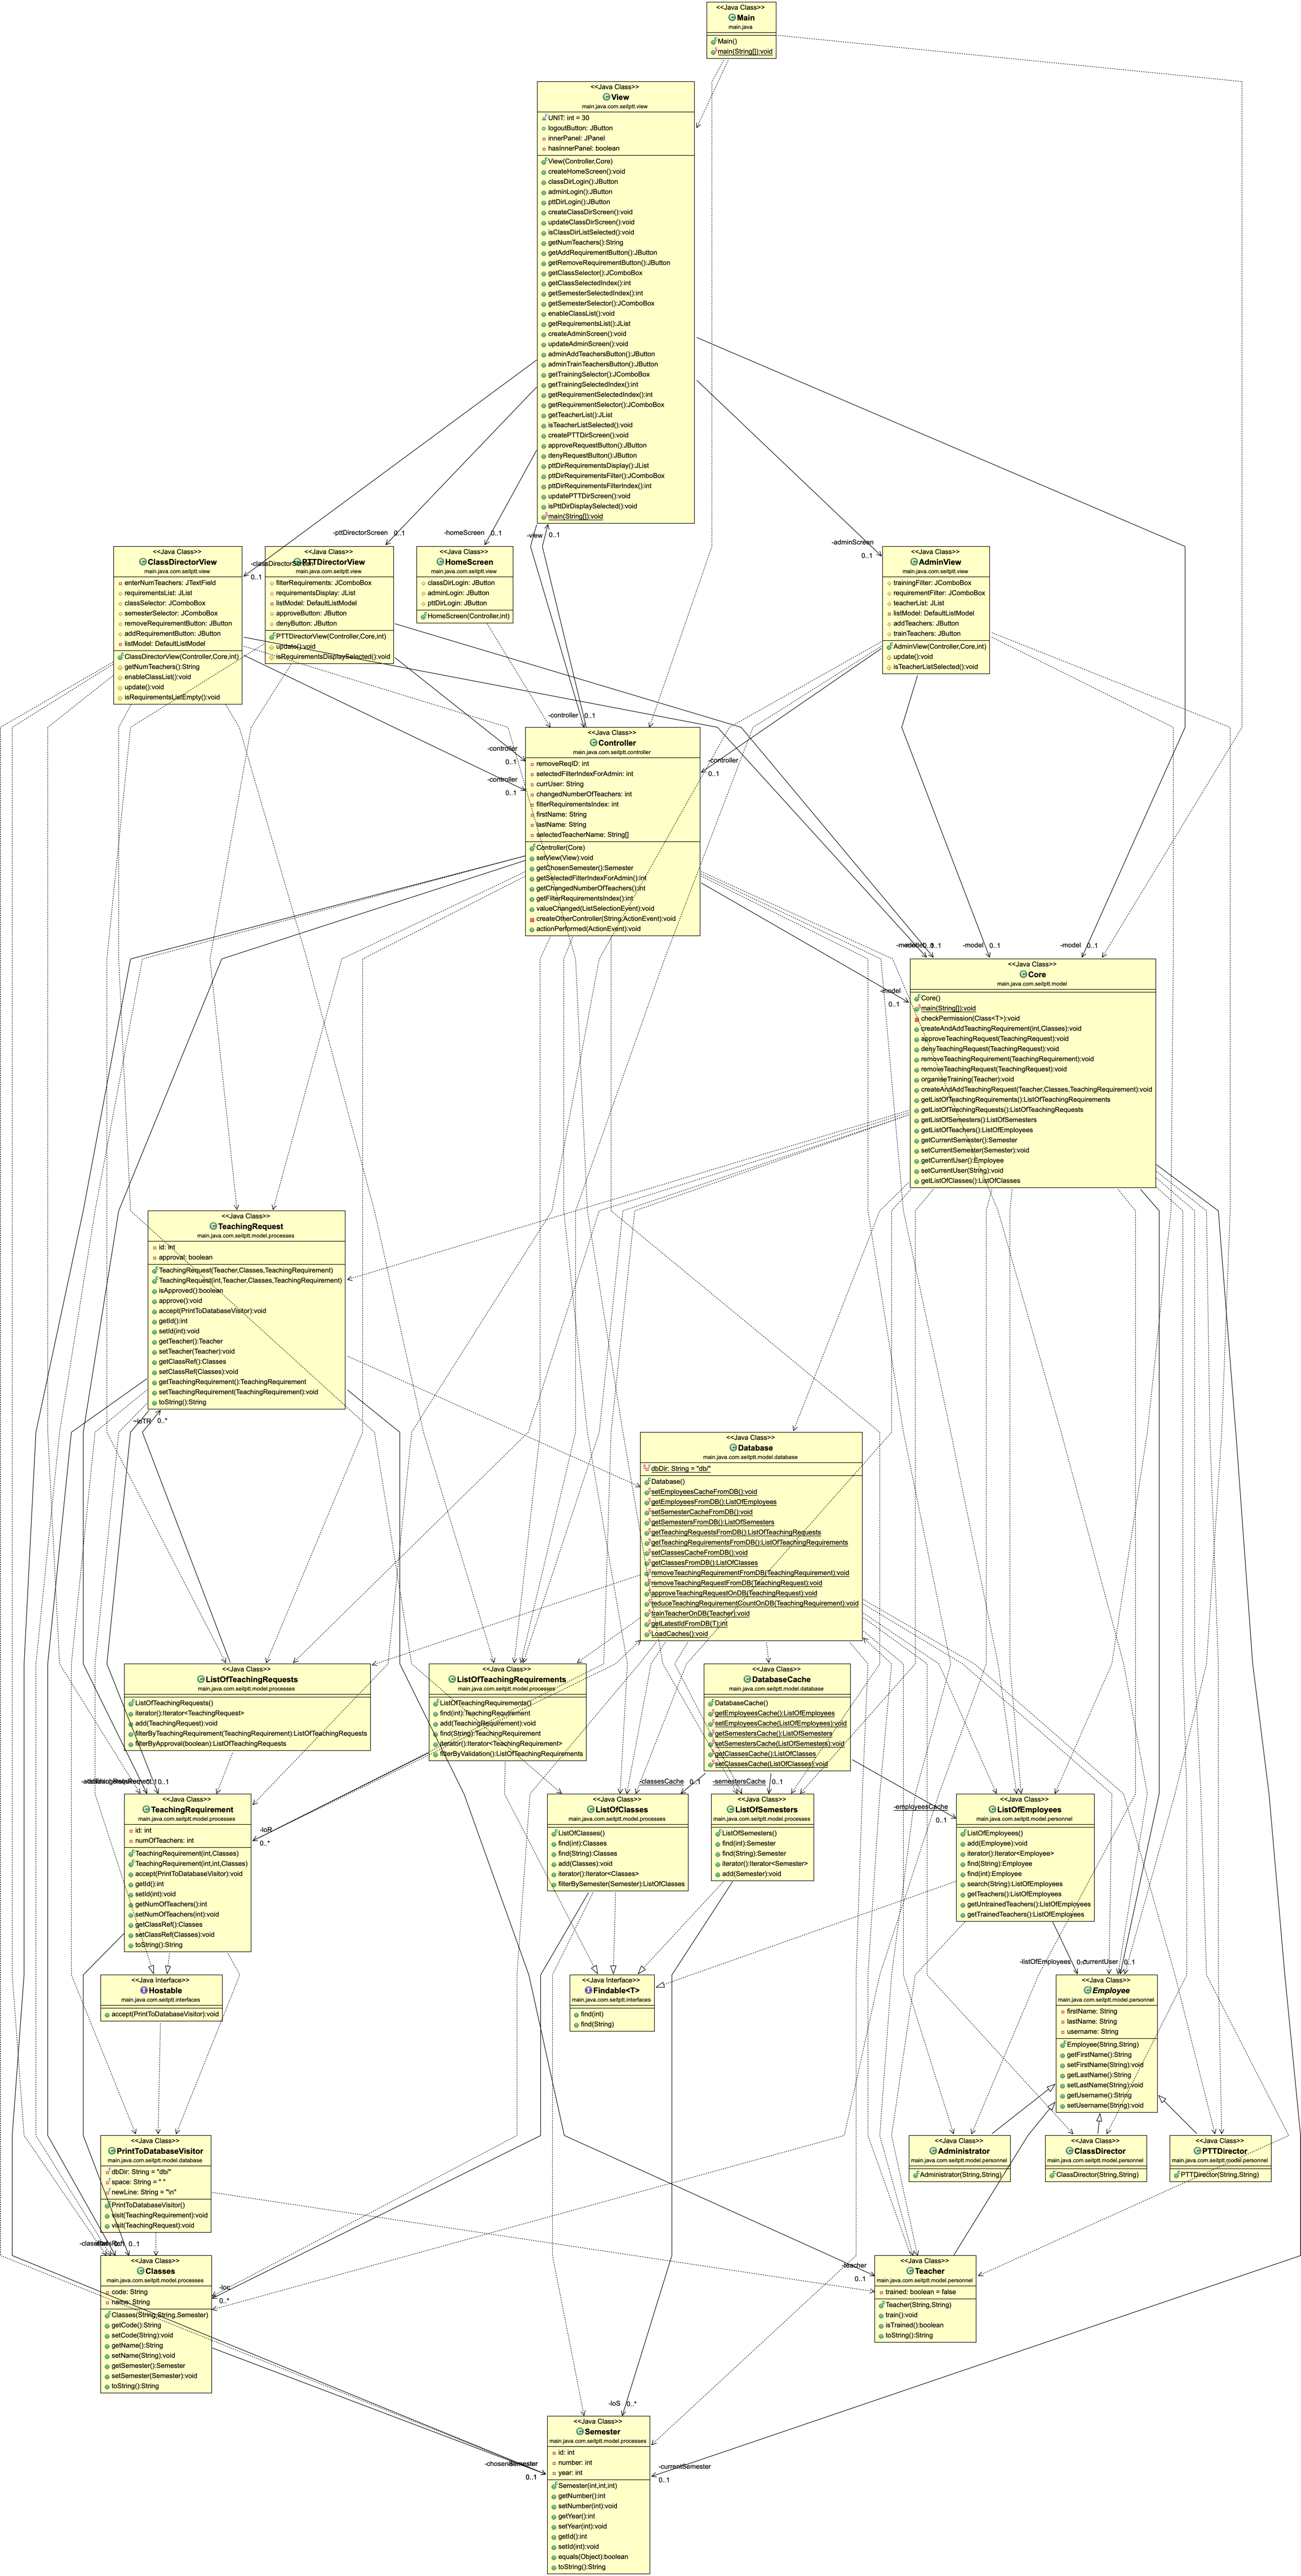 <<Java Class>>
Main
main.java
Main()
main(String[]):void
<<Java Class>>
View
main.java.com.seitptt.view
UNIT: int = 30
logoutButton: JButton
innerPanel: JPanel
hasInnerPanel: boolean
View(Controller,Core)
createHomeScreen():void
classDirLogin():JButton
adminLogin():JButton
pttDirLogin():JButton
createClassDirScreen():void
updateClassDirScreen():void
isClassDirListSelected():void
getNumTeachers():String
getAddRequirementButton():JButton
getRemoveRequirementButton():JButton
getClassSelector():JComboBox
getClassSelectedIndex():int
getSemesterSelectedIndex():int
getSemesterSelector():JComboBox
enableClassList():void
getRequirementsList():JList
createAdminScreen():void
updateAdminScreen():void
adminAddTeachersButton():JButton
adminTrainTeachersButton():JButton
getTrainingSelector():JComboBox
getTrainingSelectedIndex():int
getRequirementSelectedIndex():int
getRequirementSelector():JComboBox
getTeacherList():JList
isTeacherListSelected():void
createPTTDirScreen():void
approveRequestButton():JButton
denyRequestButton():JButton
pttDirRequirementsDisplay():JList
pttDirRequirementsFilter():JComboBox
pttDirRequirementsFilterIndex():int
updatePTTDirScreen():void
isPttDirDisplaySelected():void
main(String[]):void
-classDirectorScreen
0..1
-pttDirectorScreen 0..1
-homeScreen 0..1
-view 0..1
-adminScreen
0..1
<<Java Class>>
ClassDirectorView
main.java.com.seitptt.view
enterNumTeachers: JTextField
requirementsList: JList
classSelector: JComboBox
semesterSelector: JComboBox
removeRequirementButton: JButton
addRequirementButton: JButton
listModel: DefaultListModel
ClassDirectorView(Controller,Core,int)
getNumTeachers():String
enableClassList():void
update():void
isRequirementsListEmpty():void
<<Java Class>>
PTTDirectorView
main.java.com.seitptt.view
filterRequirements: JComboBox
requirementsDisplay: JList
listModel: DefaultListModel
approveButton: JButton
denyButton: JButton
PTTDirectorView(Controller,Core,int)
update():void
isRequirementsDisplaySelected():void
<<Java Class>>
HomeScreen
main.java.com.seitptt.view
classDirLogin: JButton
adminLogin: JButton
pttDirLogin: JButton
HomeScreen(Controller,int)
<<Java Class>>
AdminView
main.java.com.seitptt.view
trainingFilter: JComboBox
requirementFilter: JComboBox
teacherList: JList
listModel: DefaultListModel
addTeachers: JButton
trainTeachers: JButton
AdminView(Controller,Core,int)
update():void
isTeacherListSelected():void
-controller 0..1
-controller
0..1
-controller
0..1
-controller
0..1
<<Java Class>>
Controller
main.java.com.seitptt.controller
removeReqID: int
selectedFilterIndexForAdmin: int
currUser: String
changedNumberOfTeachers: int
filterRequirementsIndex: int
firstName: String
lastName: String
selectedTeacherName: String[]
Controller(Core)
setView(View):void
getChosenSemester():Semester
getSelectedFilterIndexForAdmin():int
getChangedNumberOfTeachers():int
getFilterRequirementsIndex():int
valueChanged(ListSelectionEvent):void
createOtherController(String,ActionEvent):void
actionPerformed(ActionEvent):void
-model 0..1
-model 0..1
-model
0..1
<<Java Class>>
Core
main.java.com.seitptt.model
Core()
main(String[]):void
checkPermission(Class<T>):void
createAndAddTeachingRequirement(int,Classes):void
approveTeachingRequest(TeachingRequest):void
denyTeachingRequest(TeachingRequest):void
removeTeachingRequirement(TeachingRequirement):void
removeTeachingRequest(TeachingRequest):void
organiseTraining(Teacher):void
createAndAddTeachingRequest(Teacher,Classes,TeachingRequirement):void
getListOfTeachingRequirements():ListOfTeachingRequirements
getListOfTeachingRequests():ListOfTeachingRequests
getListOfSemesters():ListOfSemesters
getListOfTeachers():ListOfEmployees
getCurrentSemester():Semester
setCurrentSemester(Semester):void
getCurrentUser():Employee
setCurrentUser(String):void
getListOfClasses():ListOfClasses
<<Java Class>>
TeachingRequest
main.java.com.seitptt.model.processes
id: int
approval: boolean
TeachingRequest(Teacher,Classes,TeachingRequirement)
TeachingRequest(int,Teacher,Classes,TeachingRequirement)
isApproved():boolean
approve():void
accept(PrintToDatabaseVisitor):void
getId():int
setId(int):void
getTeacher():Teacher
setTeacher(Teacher):void
getClassRef():Classes
setClassRef(Classes):void
getTeachingRequirement():TeachingRequirement
setTeachingRequirement(TeachingRequirement):void
toString():String
-loTR 0..*
<<Java Class>>
Database
main.java.com.seitptt.model.database
dbDir: String = "db/"
Database()
setEmployeesCacheFromDB():void
getEmployeesFromDB():ListOfEmployees
setSemesterCacheFromDB():void
getSemestersFromDB():ListOfSemesters
getTeachingRequestsFromDB():ListOfTeachingRequests
getTeachingRequirementsFromDB():ListOfTeachingRequirements
setClassesCacheFromDB():void
getClassesFromDB():ListOfClasses
removeTeachingRequirementFromDB(TeachingRequirement):void
removeTeachingRequestFromDB(TeachingRequest):void
approveTeachingRequestOnDB(TeachingRequest):void
reduceTeachingRequirementCountOnDB(TeachingRequirement):void
trainTeacherOnDB(Teacher):void
getLatestIdFromDB(T):int
LoadCaches():void
<<Java Class>>
ListOfTeachingRequests
main.java.com.seitptt.model.processes
ListOfTeachingRequests()
iterator():Iterator<TeachingRequest>
add(TeachingRequest):void
filterByTeachingRequirement(TeachingRequirement):ListOfTeachingRequests
filterByApproval(boolean):ListOfTeachingRequests
<<Java Class>>
ListOfTeachingRequirements
main.java.com.seitptt.model.processes
ListOfTeachingRequirements()
find(int):TeachingRequirement
add(TeachingRequirement):void
find(String):TeachingRequirement
iterator():Iterator<TeachingRequirement>
filterByValidation():ListOfTeachingRequirements
<<Java Class>>
DatabaseCache
main.java.com.seitptt.model.database
DatabaseCache()
getEmployeesCache():ListOfEmployees
setEmployeesCache(ListOfEmployees):void
getSemestersCache():ListOfSemesters
setSemestersCache(ListOfSemesters):void
getClassesCache():ListOfClasses
setClassesCache(ListOfClasses):void
-classesCache 0..1
-semestersCache 0..1
-employeesCache
0..1
<<Java Class>>
TeachingRequirement
main.java.com.seitptt.model.processes
id: int
numOfTeachers: int
TeachingRequirement(int,Classes)
TeachingRequirement(int,int,Classes)
accept(PrintToDatabaseVisitor):void
getId():int
setId(int):void
getNumOfTeachers():int
setNumOfTeachers(int):void
getClassRef():Classes
setClassRef(Classes):void
toString():String
-loR
0..*
<<Java Class>>
ListOfClasses
main.java.com.seitptt.model.processes
ListOfClasses()
find(int):Classes
find(String):Classes
add(Classes):void
iterator():Iterator<Classes>
filterBySemester(Semester):ListOfClasses
<<Java Class>>
ListOfSemesters
main.java.com.seitptt.model.processes
ListOfSemesters()
find(int):Semester
find(String):Semester
iterator():Iterator<Semester>
add(Semester):void
<<Java Class>>
ListOfEmployees
main.java.com.seitptt.model.personnel
ListOfEmployees()
add(Employee):void
iterator():Iterator<Employee>
find(String):Employee
find(int):Employee
search(String):ListOfEmployees
getTeachers():ListOfEmployees
getUntrainedTeachers():ListOfEmployees
getTrainedTeachers():ListOfEmployees
-listOfEmployees
-currentUser 0..1
<<Java Interface>>
Hostable
main.java.com.seitptt.interfaces
accept(PrintToDatabaseVisitor):void
<<Java Interface>>
Findable<T>
main.java.com.seitptt.interfaces
find(int)
find(String)
<<Java Class>>
Employee
main.java.com.seitptt.model.personnel
firstName: String
lastName: String
username: String
Employee(String,String)
getFirstName():String
setFirstName(String):void
getLastName():String
setLastName(String):void
getUsername():String
setUsername(String):void
<<Java Class>>
PrintToDatabaseVisitor
main.java.com.seitptt.model.database
dbDir: String = "db/"
space: String = " "
newLine: String = "\n"
PrintToDatabaseVisitor()
visit(TeachingRequirement):void
visit(TeachingRequest):void
<<Java Class>>
Administrator
main.java.com.seitptt.model.personnel
Administrator(String,String)
<<Java Class>>
ClassDirector
main.java.com.seitptt.model.personnel
ClassDirector(String,String)
<<Java Class>>
PTTDirector
main.java.com.seitptt.model.personnel
PTTDirector(String,String)
0..1
<<Java Class>>
Classes
main.java.com.seitptt.model.processes
code: String
name: String
Classes(String,String,Semester)
getCode():String
setCode(String):void
getName():String
setName(String):void
getSemester():Semester
setSemester(Semester):void
toString():String
-loc
0..*
-teacher
0..1
<<Java Class>>
Teacher
main.java.com.seitptt.model.personnel
trained: boolean = false
Teacher(String,String)
train():void
isTrained():boolean
toString():String
-loS 0..*
<<Java Class>>
Semester
main.java.com.seitptt.model.processes
id: int
number: int
year: int
Semester(int,int,int)
getNumber():int
setNumber(int):void
getYear():int
setYear(int):void
getId():int
setId(int):void
equals(Object):boolean
toString():String
0..1
-currentSemester
0..1